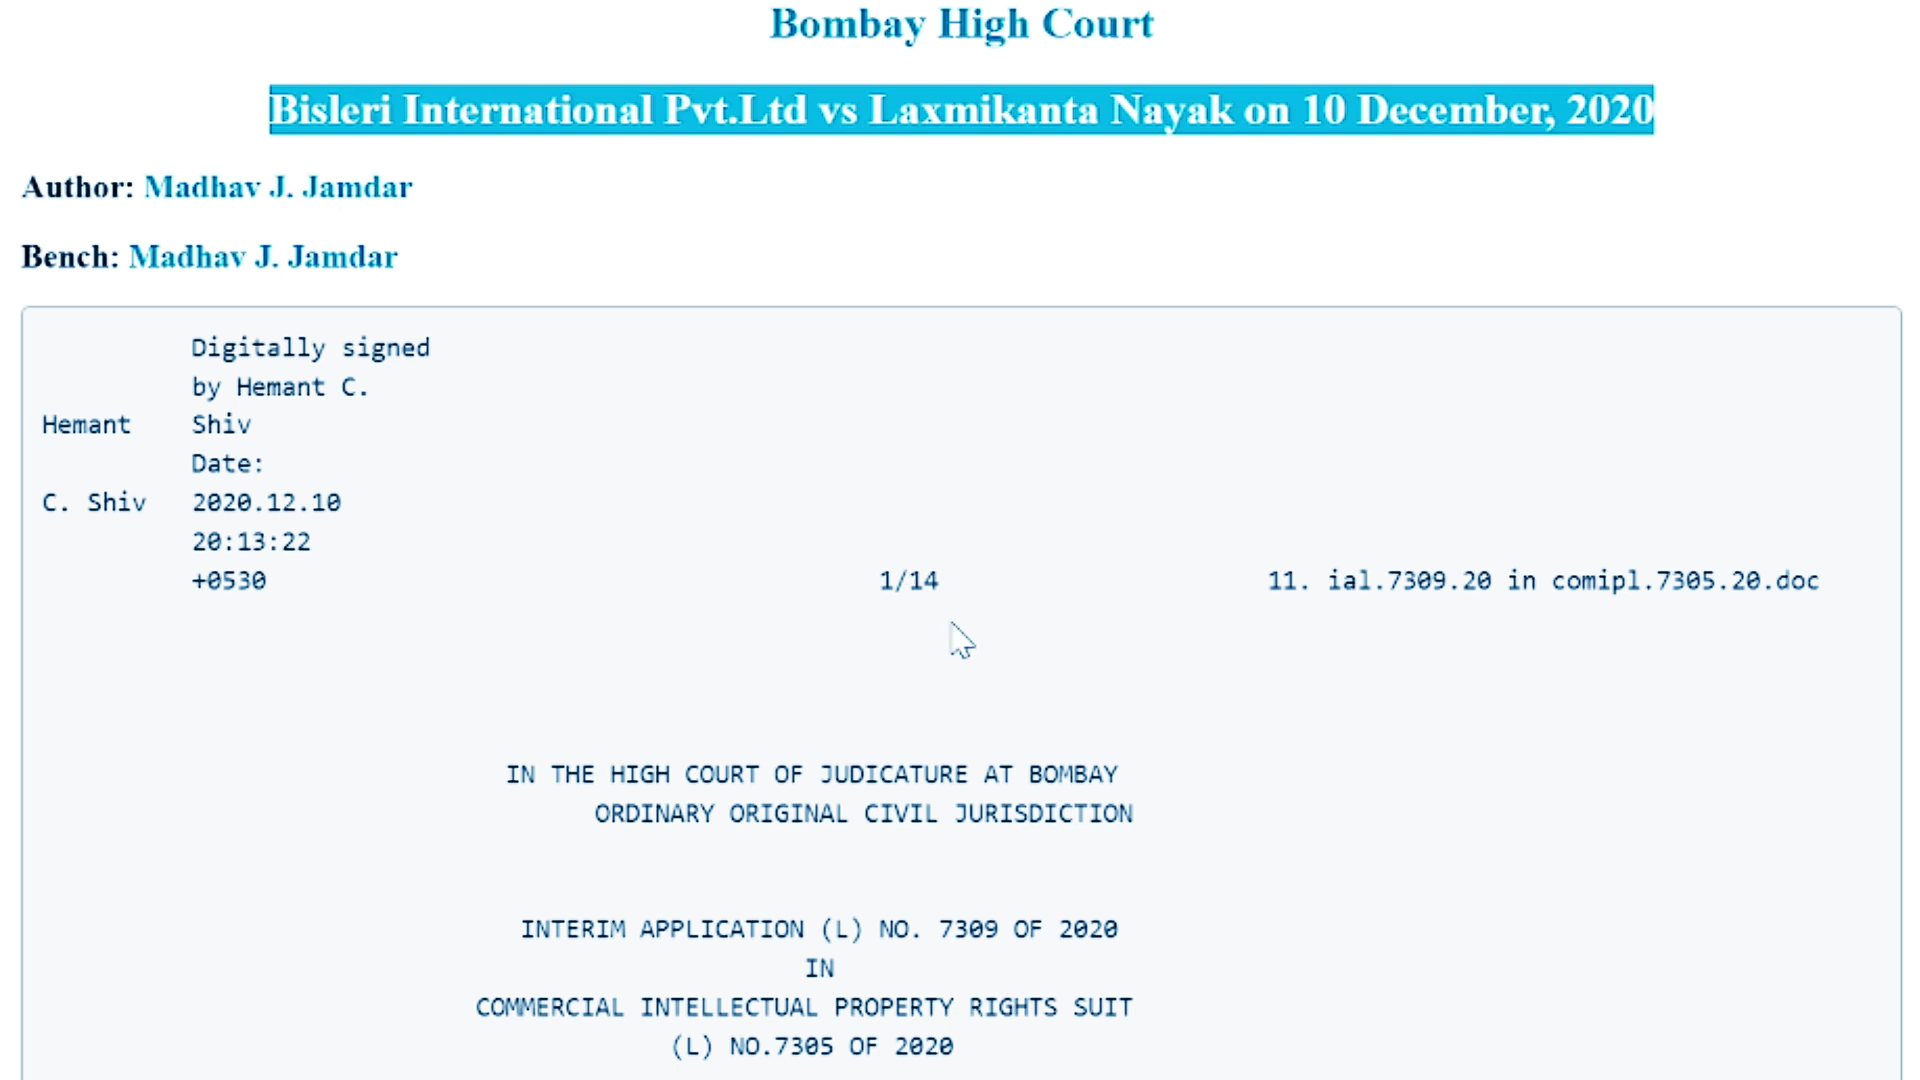 Bombay High Court
Bisleri International Pvt.Ltd vs Laxmikanta Nayak on 10 December, 2020
Author: Madhav J. Jamdar
Bench: Madhav J. Jamdar
Digitally signed
by Hemant C.
Hemant Shiv
Date:
C. Shiv 2020.12.10
20:13:22
+0530 1/14 11. ial.7309.20 in comipl.7305.20.doc
IN THE HIGH COURT OF JUDICATURE AT BOMBAY
ORDINARY ORIGINAL CIVIL JURISDICTION
INTERIM APPLICATION (L) NO. 7309 OF 2020
IN
COMMERCIAL INTELLECTUAL PROPERTY RIGHTS SUIT
(L) NO.7305 OF 2020